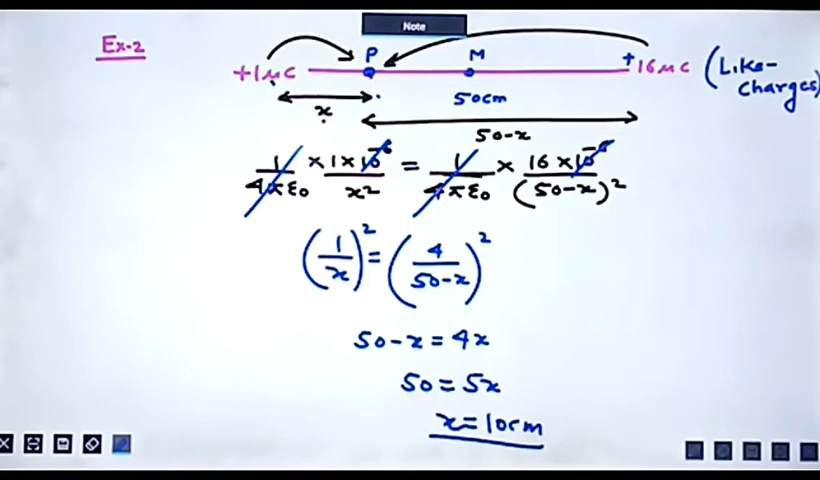 Note
Ex-2
P M
+1μC +16μC (Like-
charges)
x 50cm
50-x
1/4πε₀ × 1×10⁻⁶/x² = 1/4πε₀ × 16×10⁻⁶/(50-x)²
(1/x)² = (4/50-x)²
50-x = 4x
50 = 5x
x = 10cm